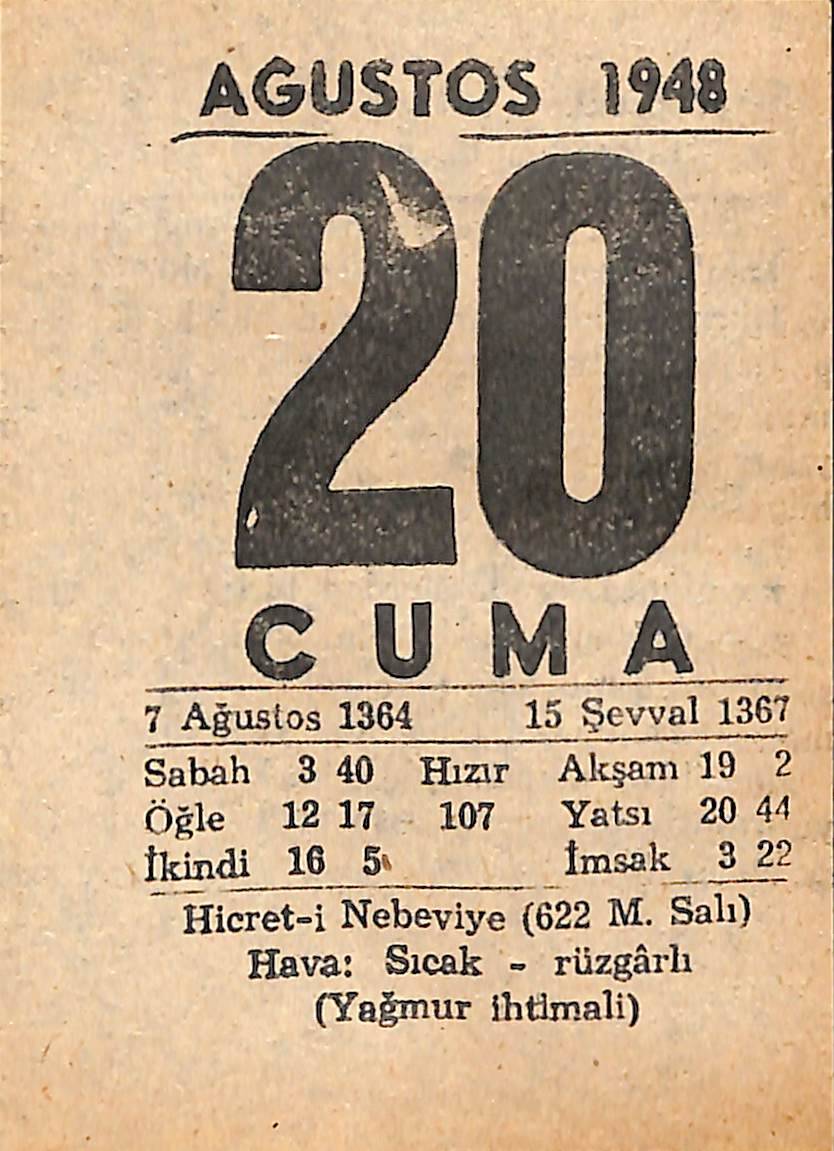 AĞUSTOS 1948
20
CUMA
7 Ağustos 1364 15 Şevval 1367
Sabah 3 40 Hızır Akşam 19 2
Öğle 12 17 107 Yatsı 20 44
İkindi 16 5 İmsak 3 22
Hicret-i Nebeviye (622 M. Salı)
Hava: Sıcak - rüzgârlı
(Yağmur ihtimali)